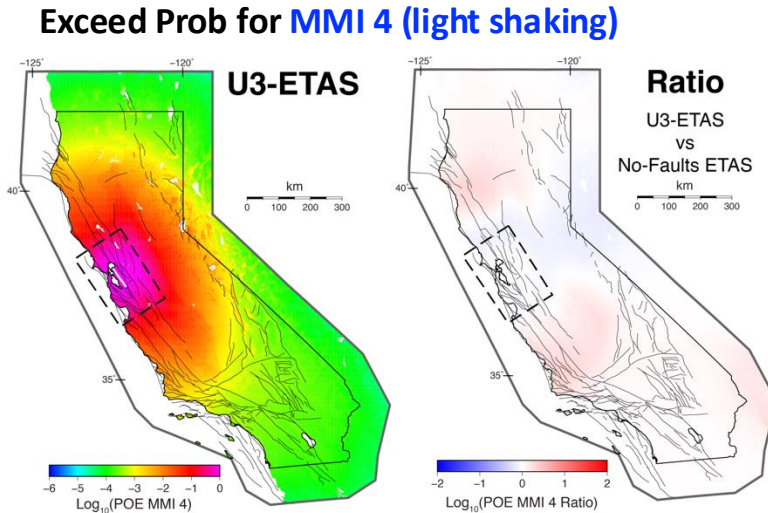 Exceed Prob for MMI 4 (light shaking)
−125°
−120°
U3-ETAS
km
0 100 200 300
40°
35°
−6 −5 −4 −3 −2 −1 0
Log10(POE MMI 4)
−125°
−120°
Ratio
U3-ETAS
vs
No-Faults ETAS
km
0 100 200 300
40°
35°
−2 −1 0 1 2
Log10(POE MMI 4 Ratio)